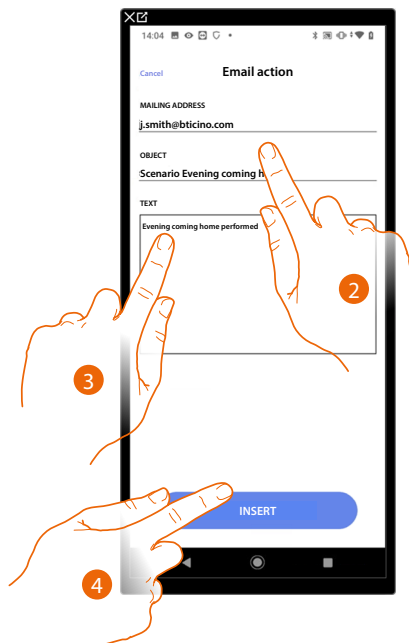 14:04
Cancel
Email action
MAILING ADDRESS
j.smith@bticino.com
OBJECT
Scenario Evening coming
TEXT
Evening coming home performed
2
3
INSERT
4